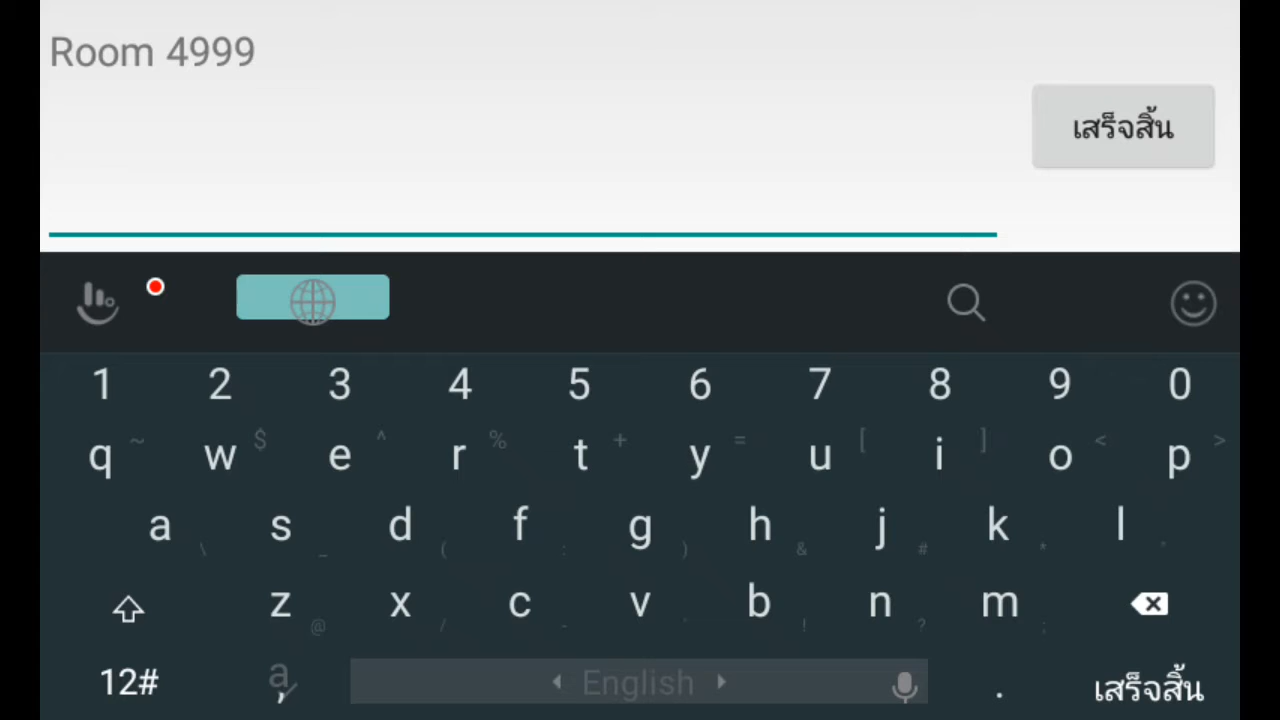 Room 4999
เสร็จสิ้น
1 2 3 4 5 6 7 8 9 0
q ~ w $ e ^ r % t + y = u [ i ] o < p >
a \ s _ d ( f : g ) h & j # k * l
z @ x / c - v b ! n ? m ;
12# a , English . เสร็จสิ้น